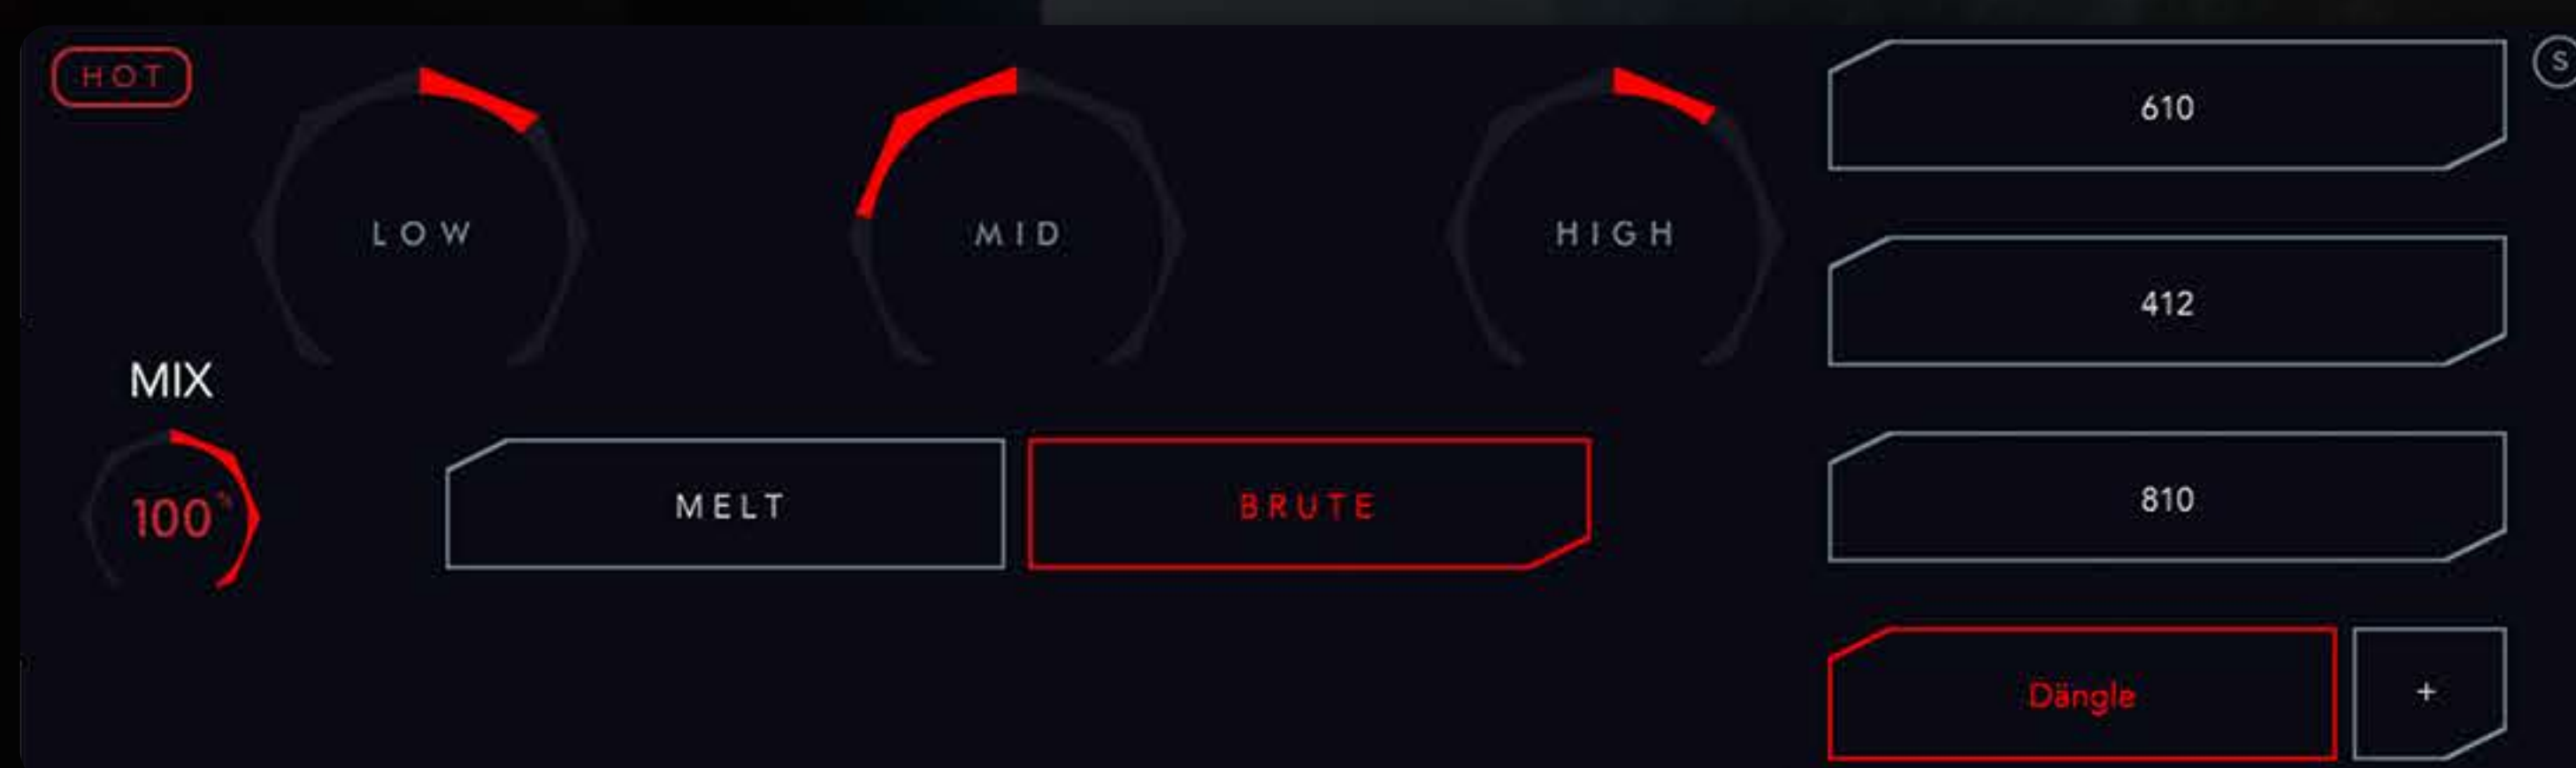 HOT
LOW
MID
HIGH
610
S
412
MIX
100%
MELT
BRUTE
810
Dängle
+